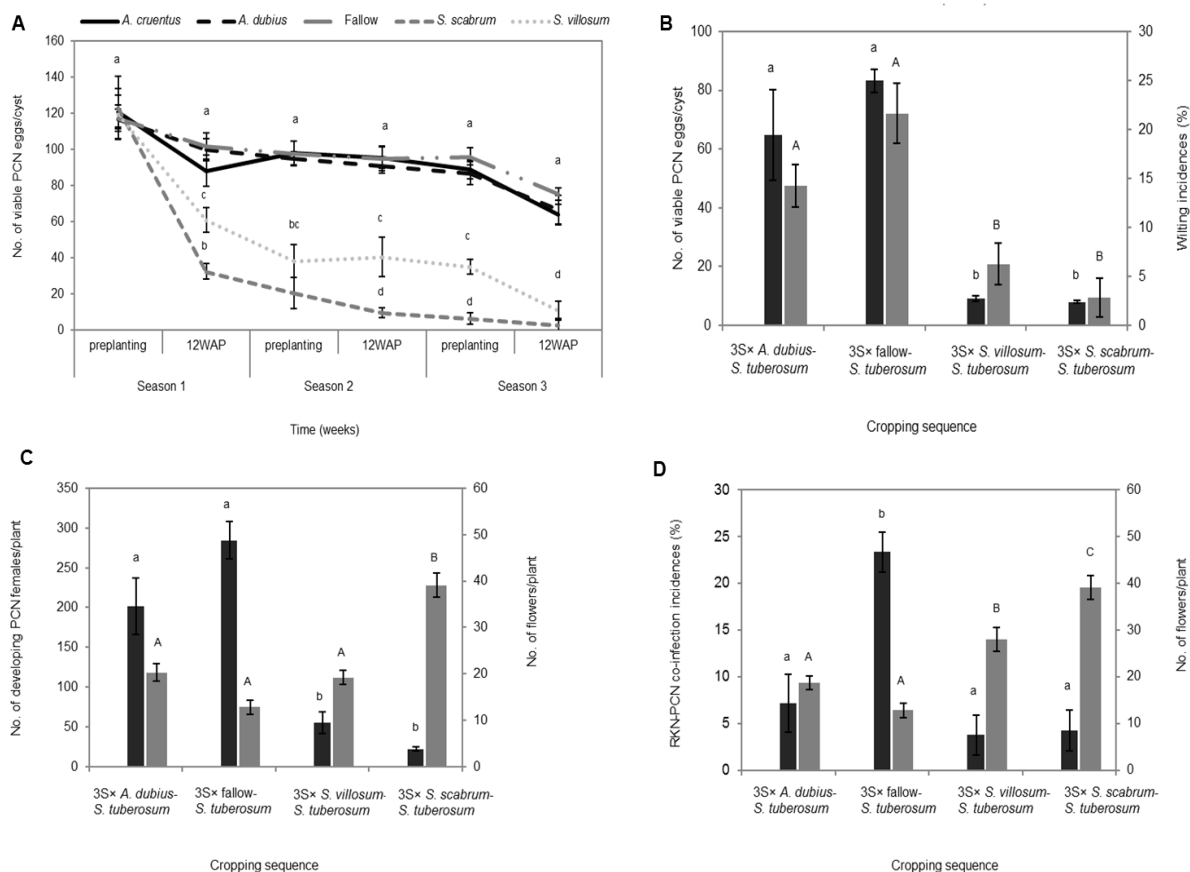 A
A. cruentus
A. dubius
Fallow
S. scabrum
S. villosum
No. of viable PCN eggs/cyst
160
140
120
100
80
60
40
20
0
a
a
a
a
a
a
c
bc
c
c
d
b
d
d
preplanting
12WAP
preplanting
12WAP
preplanting
12WAP
Season 1
Season 2
Season 3
Time (weeks)
B
No. of viable PCN eggs/cyst
100
80
60
40
20
0
a
A
a
A
b
B
b
B
30
25
20
15
10
5
0
Wilting incidences (%)
3S× A. dubius-
S. tuberosum
3S× fallow-
S. tuberosum
3S× S. villosum-
S. tuberosum
3S× S. scabrum-
S. tuberosum
Cropping sequence
C
No. of developing PCN females/plant
350
300
250
200
150
100
50
0
a
A
a
A
b
A
b
B
60
50
40
30
20
10
0
No. of flowers/plant
3S× A. dubius-
S. tuberosum
3S× fallow-
S. tuberosum
3S× S. villosum-
S. tuberosum
3S× S. scabrum-
S. tuberosum
Cropping sequence
D
RKN-PCN co-infection incidences (%)
30
25
20
15
10
5
0
a
A
b
A
a
B
a
C
60
50
40
30
20
10
0
No. of flowers/plant
3S× A. dubius-
S. tuberosum
3S× fallow-
S. tuberosum
3S× S. villosum-
S. tuberosum
3S× S. scabrum-
S. tuberosum
Cropping sequence